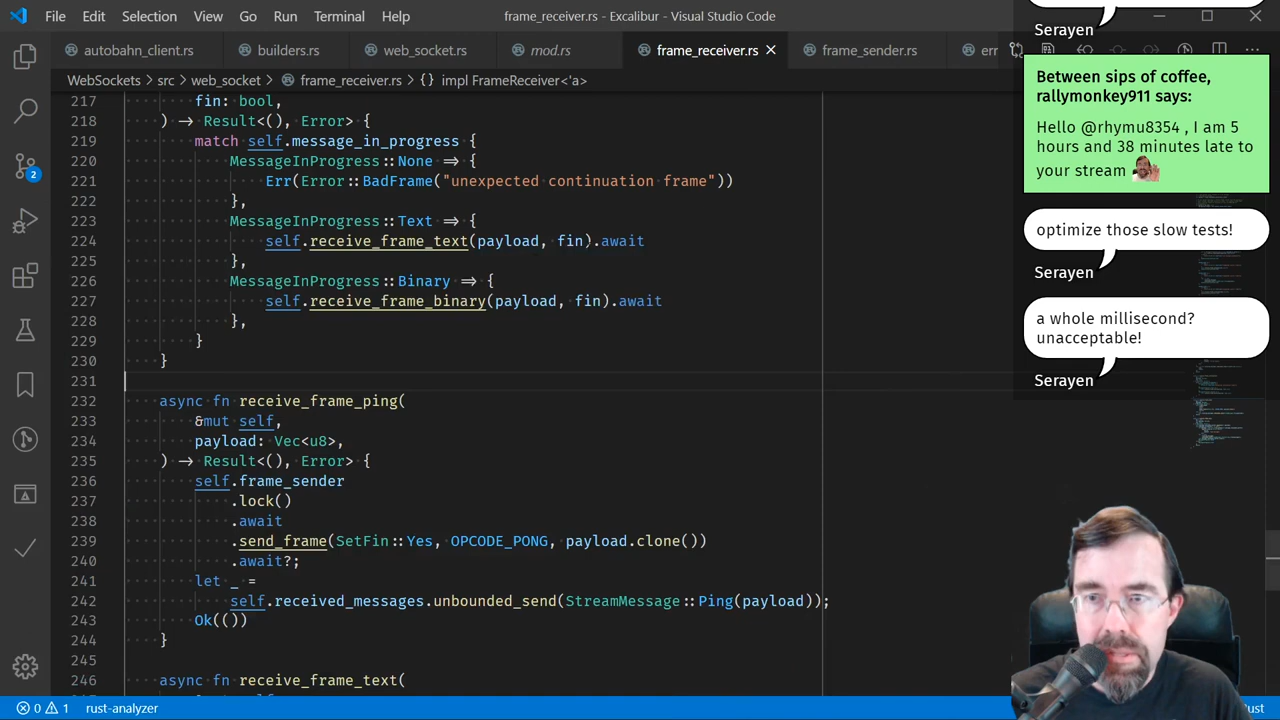 File Edit Selection View Go Run Terminal Help frame_receiver.rs - Excalibur - Visual Studio Code
autobahn_client.rs builders.rs web_socket.rs mod.rs frame_receiver.rs frame_sender.rs err
WebSockets > src > web_socket > frame_receiver.rs > {} impl FrameReceiver<'a>
217 fin: bool,
218 ) -> Result<(), Error> {
219 match self.message_in_progress {
220 MessageInProgress::None => {
221 Err(Error::BadFrame("unexpected continuation frame"))
222 },
223 MessageInProgress::Text => {
224 self.receive_frame_text(payload, fin).await
225 },
226 MessageInProgress::Binary => {
227 self.receive_frame_binary(payload, fin).await
228 },
229 }
230 }
231
232 async fn receive_frame_ping(
233 &mut self,
234 payload: Vec<u8>,
235 ) -> Result<(), Error> {
236 self.frame_sender
237 .lock()
238 .await
239 .send_frame(SetFin::Yes, OPCODE_PONG, payload.clone())
240 .await?;
241 let _ =
242 self.received_messages.unbounded_send(StreamMessage::Ping(payload));
243 Ok(())
244 }
245
246 async fn receive_frame_text(
2
0 1 rust-analyzer
Serayen
Between sips of coffee,
rallymonkey911 says:
Hello @rhymu8354 , I am 5
hours and 38 minutes late to
your stream
optimize those slow tests!
Serayen
a whole millisecond?
unacceptable!
Serayen